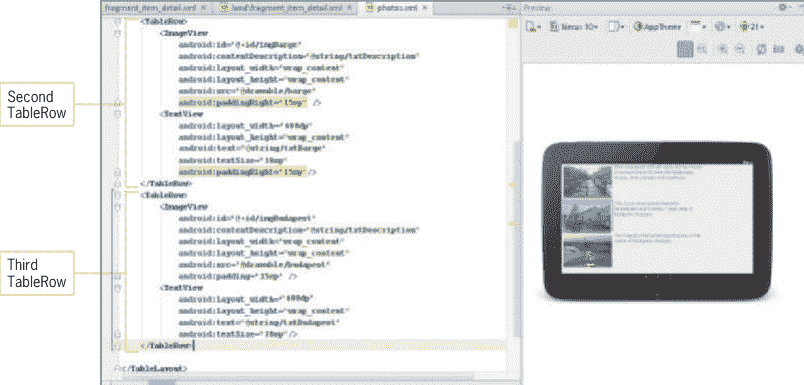 fragment_item_detail.xml × land\fragment_item_detail.xml × photos.xml ×
Preview
Nexus 10 AppTheme 21
Second
TableRow
<TableRow>
<ImageView
android:id="@+id/imgBarge"
android:contentDescription="@string/txtDescription"
android:layout_width="wrap_content"
android:layout_height="wrap_content"
android:src="@drawable/barge"
android:paddingRight="15sp" />
<TextView
android:layout_width="600dp"
android:layout_height="wrap_content"
android:text="@string/txtBarge"
android:textSize="18sp"
android:paddingRight="15sp"/>
</TableRow>
Third
TableRow
<TableRow>
<ImageView
android:id="@+id/imgBudapest"
android:contentDescription="@string/txtDescription"
android:layout_width="wrap_content"
android:layout_height="wrap_content"
android:src="@drawable/budapest"
android:padding="15sp" />
<TextView
android:layout_width="600dp"
android:layout_height="wrap_content"
android:text="@string/txtBudapest"
android:textSize="18sp"/>
</TableRow>
</TableLayout>